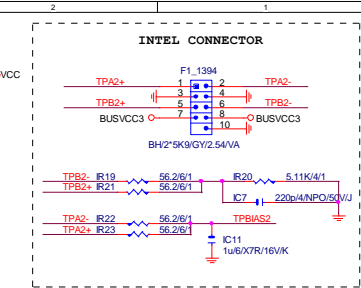 2
1
INTEL CONNECTOR
VCC
F1_1394
TPA2+ 1 2 TPA2-
3 4
TPB2+ 5 6 TPB2-
BUSVCC3 7 8 BUSVCC3
10
BH/2*5K9/GY/2.54/VA
TPB2- IR19 56.2/6/1 IR20 5.11K/4/1
TPB2+ IR21 56.2/6/1
IC7 220p/4/NPO/50V/J
TPA2- IR22 56.2/6/1 TPBIAS2
TPA2+ IR23 56.2/6/1
IC11
1u/6/X7R/16V/K